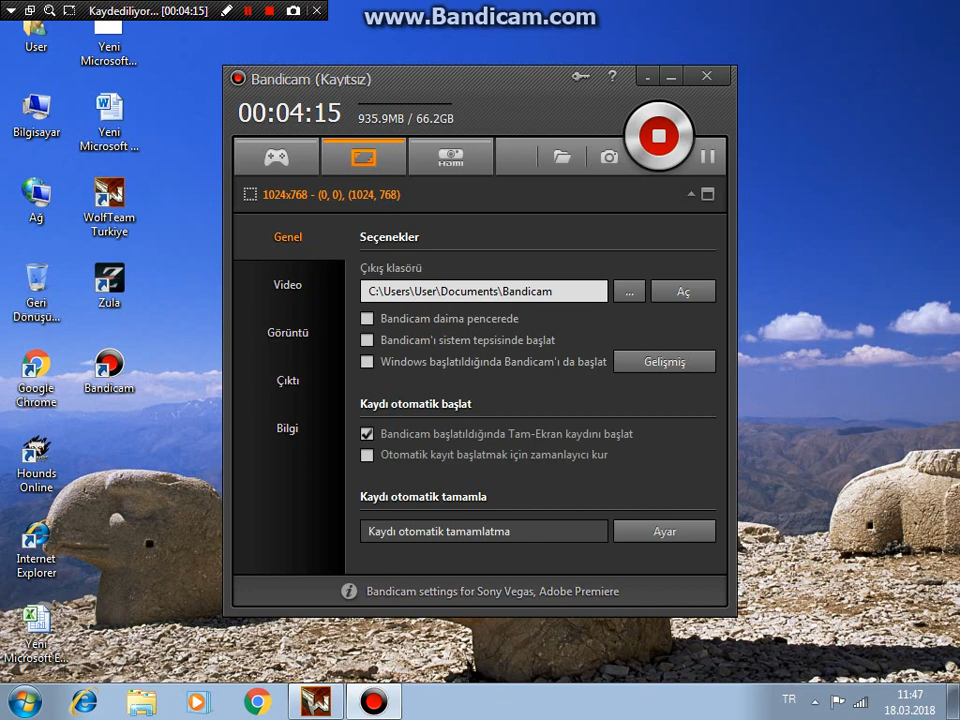 Kaydediliyor... [00:04:15]
www.Bandicam.com
User
Yeni
Microsoft...
Bilgisayar
Yeni
Microsoft ...
Ağ
WolfTeam
Turkiye
Geri
Dönüşü...
Zula
Google
Chrome
Bandicam
Hounds
Online
Internet
Explorer
Yeni
Microsoft E...
Bandicam (Kayıtsız)
00:04:15
935.9MB / 66.2GB
HDMI
1024x768 - (0, 0), (1024, 768)
Genel
Video
Görüntü
Çıktı
Bilgi
Seçenekler
Çıkış klasörü
C:\Users\User\Documents\Bandicam
...
Aç
Bandicam daima pencerede
Bandicam'ı sistem tepsisinde başlat
Windows başlatıldığında Bandicam'ı da başlat
Gelişmiş
Kaydı otomatik başlat
Bandicam başlatıldığında Tam-Ekran kaydını başlat
Otomatik kayıt başlatmak için zamanlayıcı kur
Kaydı otomatik tamamla
Kaydı otomatik tamamlatma
Ayar
Bandicam settings for Sony Vegas, Adobe Premiere
TR
11:47
18.03.2018